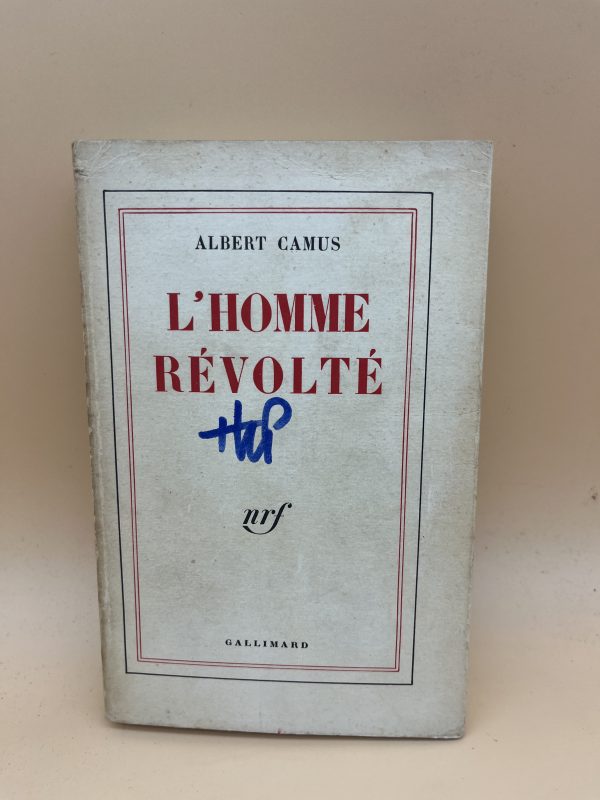 ALBERT CAMUS
L'HOMME
RÉVOLTÉ
nrf
GALLIMARD